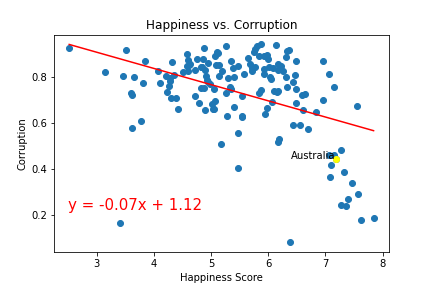 Happiness vs. Corruption
Corruption
0.8
0.6
0.4
0.2
Australia
y = -0.07x + 1.12
3 4 5 6 7 8
Happiness Score